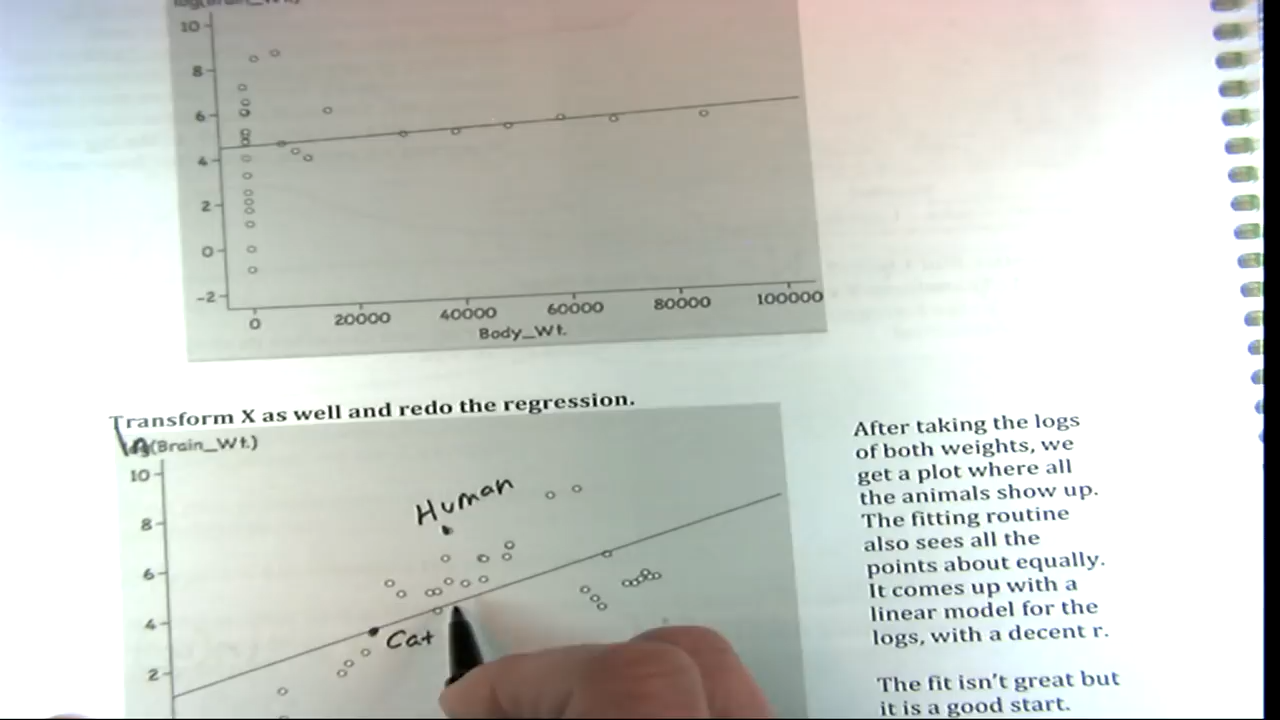 10
8
6
4
2
0
-2
0 20000 40000 60000 80000 100000
Body_Wt.
Transform X as well and redo the regression.
ln(Brain_Wt.)
10
8
6
4
2
Human
Cat
After taking the logs
of both weights, we
get a plot where all
the animals show up.
The fitting routine
also sees all the
points about equally.
It comes up with a
linear model for the
logs, with a decent r.
The fit isn't great but
it is a good start.